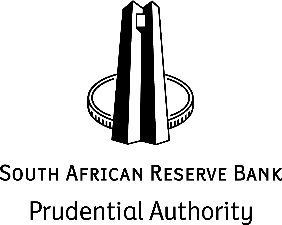 SOUTH AFRICAN RESERVE BANK
Prudential Authority